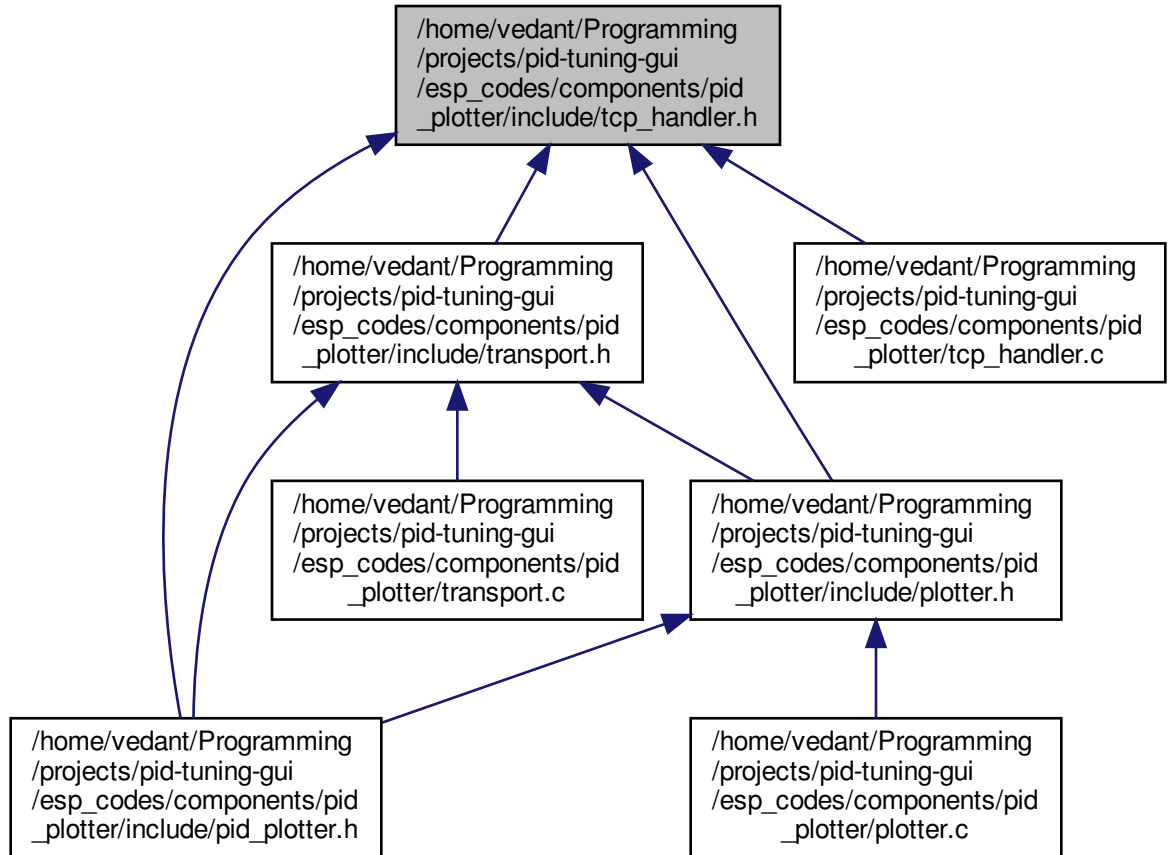 /home/vedant/Programming
/projects/pid-tuning-gui
/esp_codes/components/pid
_plotter/include/tcp_handler.h
/home/vedant/Programming
/projects/pid-tuning-gui
/esp_codes/components/pid
_plotter/include/transport.h
/home/vedant/Programming
/projects/pid-tuning-gui
/esp_codes/components/pid
_plotter/tcp_handler.c
/home/vedant/Programming
/projects/pid-tuning-gui
/esp_codes/components/pid
_plotter/transport.c
/home/vedant/Programming
/projects/pid-tuning-gui
/esp_codes/components/pid
_plotter/include/plotter.h
/home/vedant/Programming
/projects/pid-tuning-gui
/esp_codes/components/pid
_plotter/include/pid_plotter.h
/home/vedant/Programming
/projects/pid-tuning-gui
/esp_codes/components/pid
_plotter/plotter.c